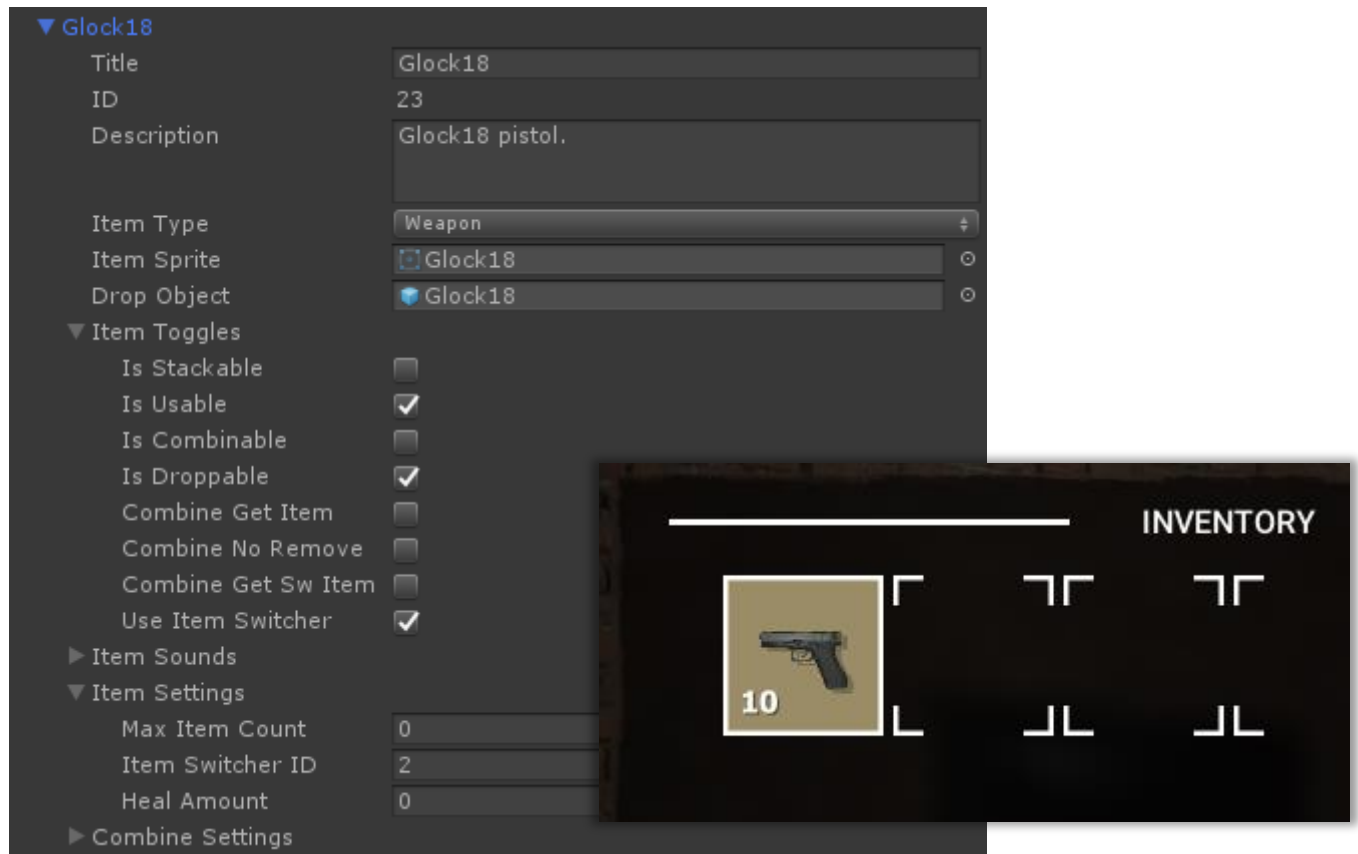 Glock18
Title Glock18
ID 23
Description Glock18 pistol.
Item Type Weapon
Item Sprite Glock18
Drop Object Glock18
Item Toggles
Is Stackable
Is Usable
Is Combinable
Is Droppable
Combine Get Item
Combine No Remove
Combine Get Sw Item
Use Item Switcher
Item Sounds
Item Settings
Max Item Count 0
Item Switcher ID 2
Heal Amount 0
Combine Settings
INVENTORY
10